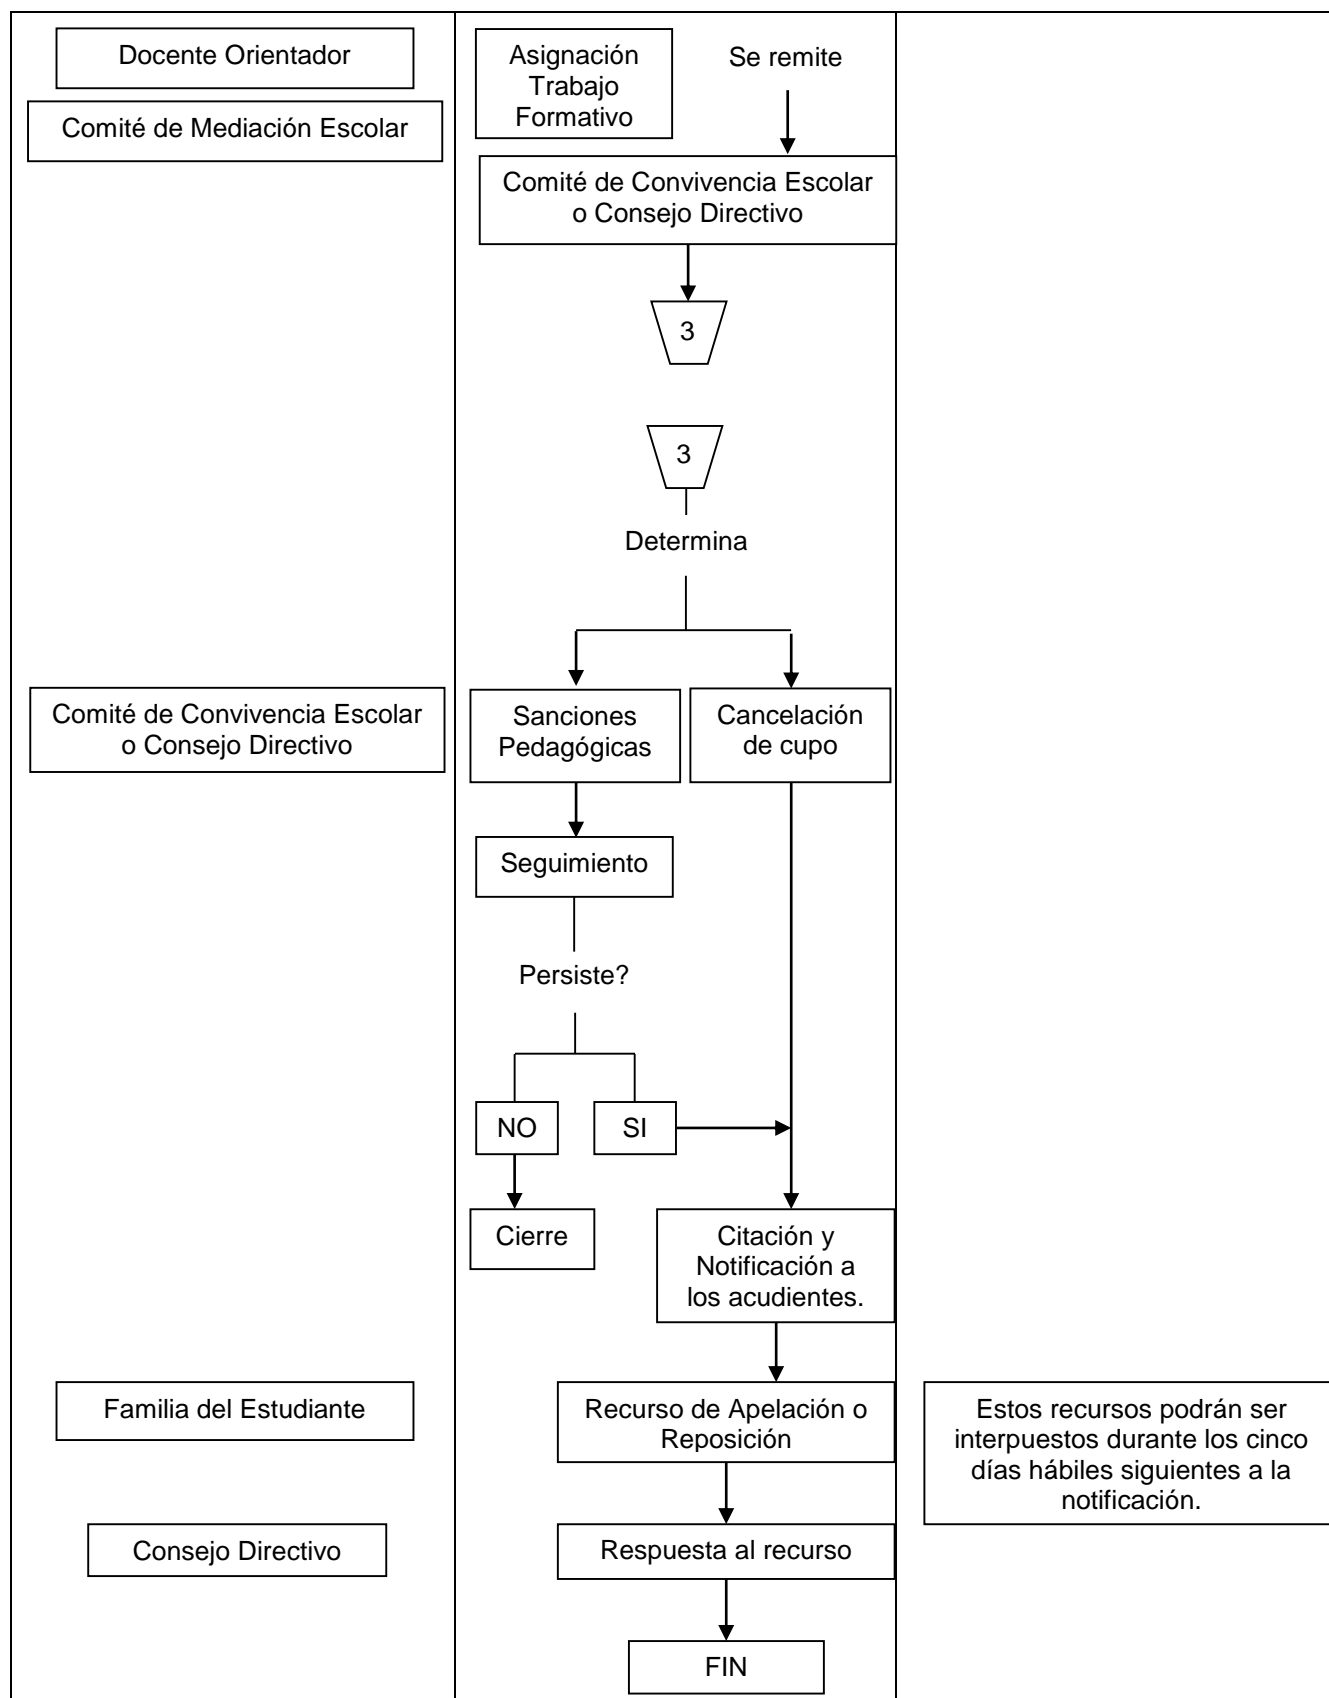 Docente Orientador
Comité de Mediación Escolar
Asignación
Trabajo
Formativo
Se remite
Comité de Convivencia Escolar
o Consejo Directivo
3
3
Determina
Comité de Convivencia Escolar
o Consejo Directivo
Sanciones
Pedagógicas
Cancelación
de cupo
Seguimiento
Persiste?
NO
SI
Cierre
Citación y
Notificación a
los acudientes.
Familia del Estudiante
Recurso de Apelación o
Reposición
Estos recursos podrán ser
interpuestos durante los cinco
días hábiles siguientes a la
notificación.
Consejo Directivo
Respuesta al recurso
FIN